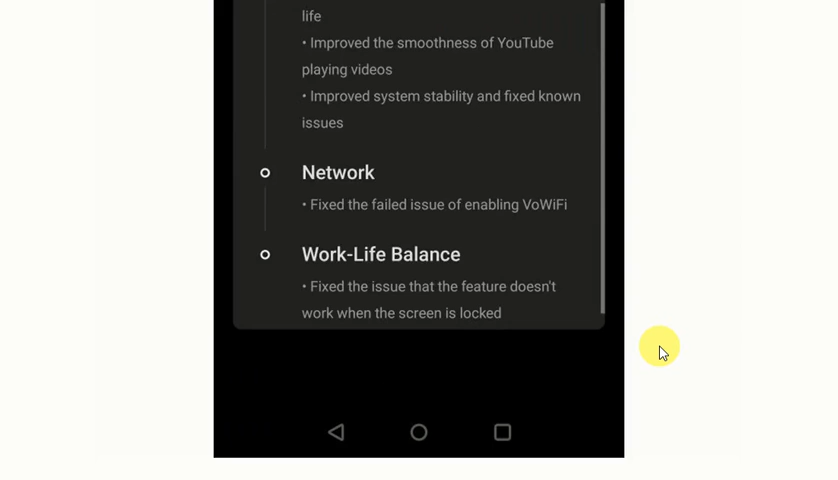 life
• Improved the smoothness of YouTube
playing videos
• Improved system stability and fixed known
issues
Network
• Fixed the failed issue of enabling VoWiFi
Work-Life Balance
• Fixed the issue that the feature doesn't
work when the screen is locked